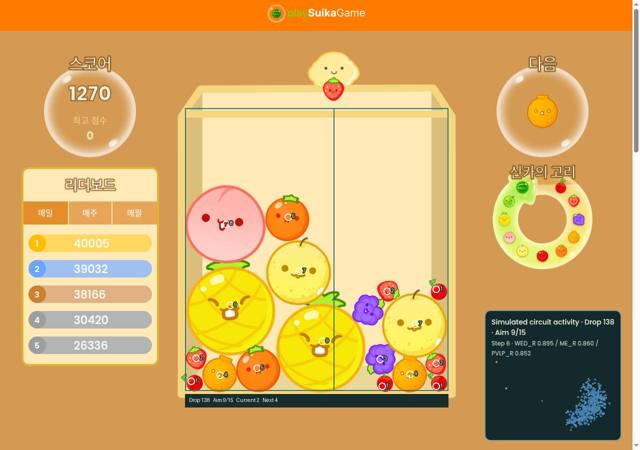 playSuikaGame
스코어
1270
최고 점수
0
리더보드
매일
매주
매월
1 40005
2 39032
3 38166
4 30420
5 26336
다음
산카의 고리
Simulated circuit activity · Drop 138
· Aim 9/15
Step 6 · WED_R 0.895 / ME_R 0.860 /
PVLP_R 0.852
Drop 138 Aim 9/15 Current 2 Next 4